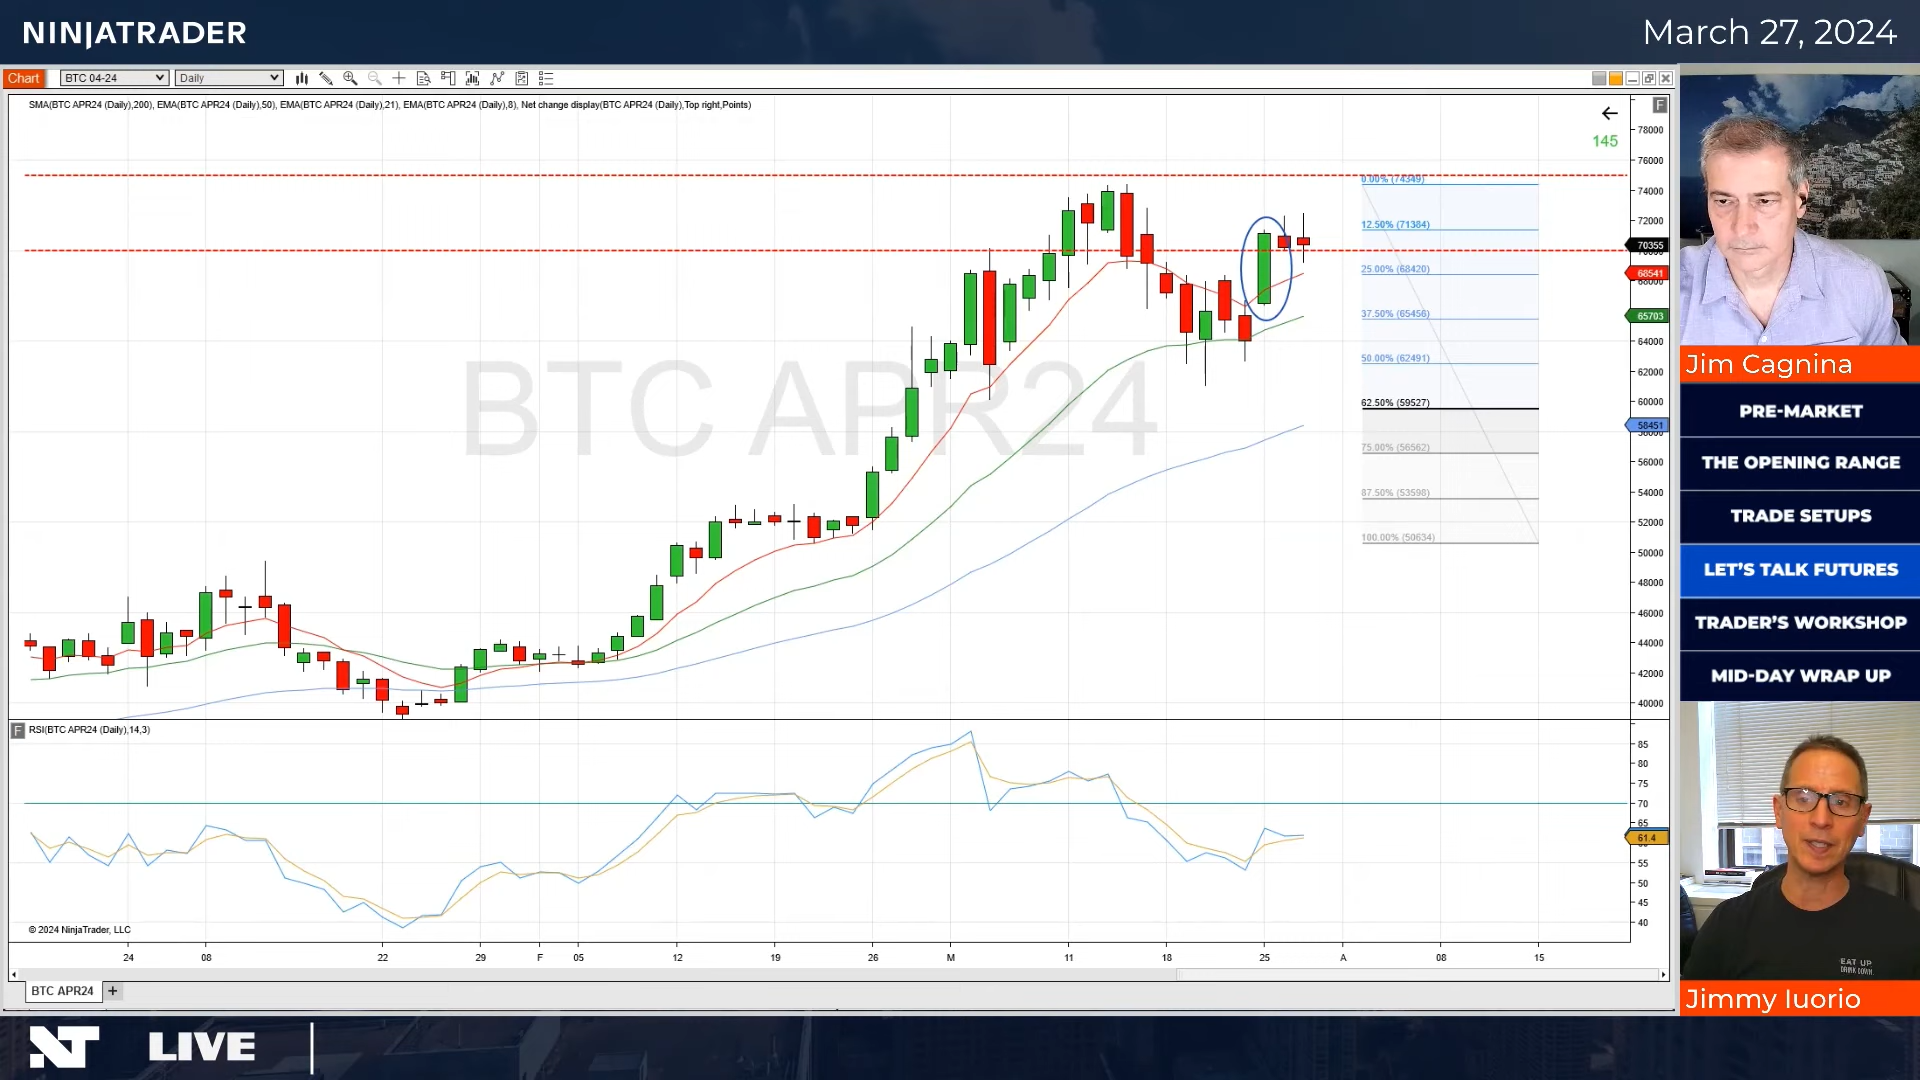 NINJATRADER
March 27, 2024
Chart
BTC 04-24
Daily
SMA(BTC APR24 (Daily),200), EMA(BTC APR24 (Daily),50), EMA(BTC APR24 (Daily),21), EMA(BTC APR24 (Daily),8), Net change display(BTC APR24 (Daily),Top right,Points)
F
145
78000
76000
74000
72000
70355
68541
68000
65703
64000
62000
60000
58451
58000
56000
54000
52000
50000
48000
46000
44000
42000
40000
0.00% (74349)
12.50% (71384)
25.00% (68420)
37.50% (65456)
50.00% (62491)
62.50% (59527)
75.00% (56562)
87.50% (53598)
100.00% (50634)
BTC APR24
F
RSI(BTC APR24 (Daily),14,3)
85
80
75
70
65
61.4
55
50
45
40
© 2024 NinjaTrader, LLC
24 08 22 29 F 05 12 19 26 M 11 18 25 A 08 15
BTC APR24
+
Jim Cagnina
PRE-MARKET
THE OPENING RANGE
TRADE SETUPS
LET'S TALK FUTURES
TRADER'S WORKSHOP
MID-DAY WRAP UP
EAT UP
DRINK DOWN.
Jimmy Iuorio
NT LIVE